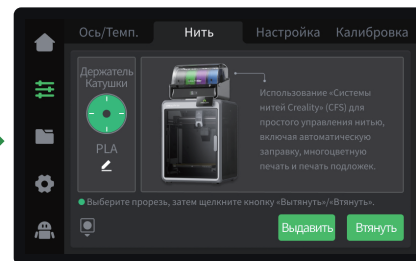 Ось/Темп.
Нить
Настройка
Калибровка
Держатель
Катушки
PLA
Использование «Системы
нитей Creality» (CFS) для
простого управления нитью,
включая автоматическую
заправку, многоцветную
печать и печать подложек.
Выберите прорезь, затем щелкните кнопку «Вытянуть»/«Втянуть».
Выдавить
Втянуть